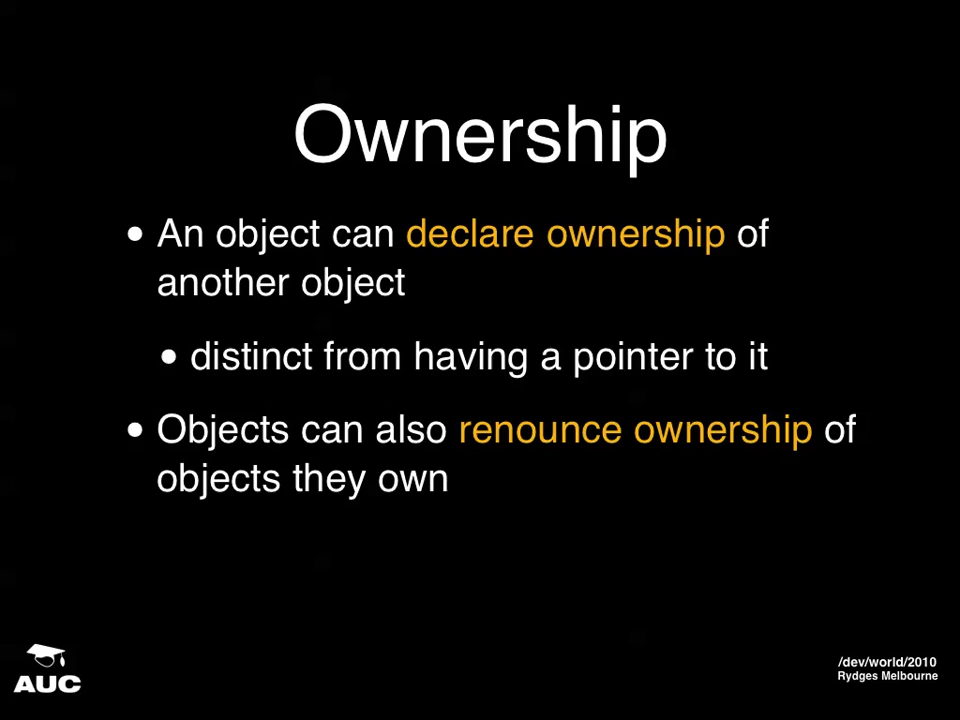 Ownership
• An object can declare ownership of
another object
• distinct from having a pointer to it
• Objects can also renounce ownership of
objects they own
AUC
/dev/world/2010
Rydges Melbourne